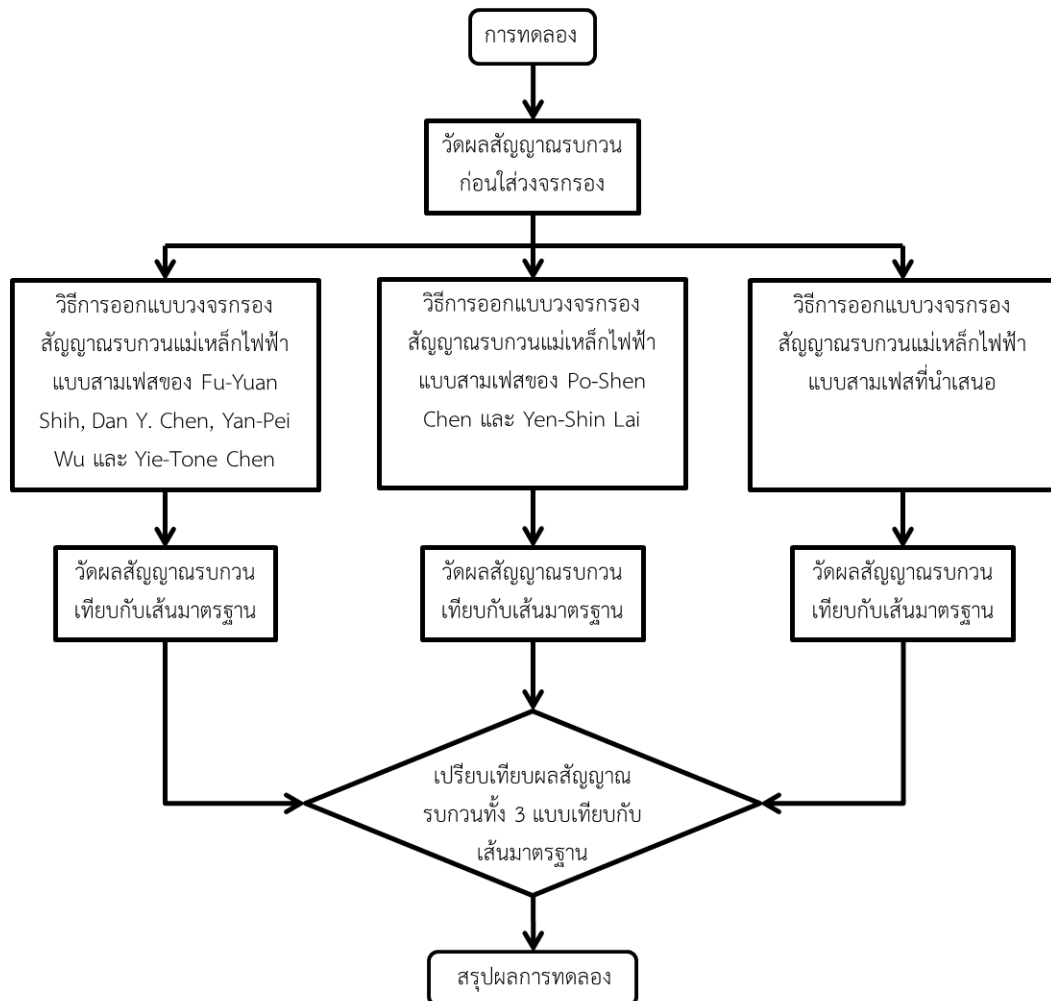 การทดลอง
วัดผลสัญญาณรบกวน
ก่อนใส่วงจรกรอง
วิธีการออกแบบวงจรกรอง
สัญญาณรบกวนแม่เหล็กไฟฟ้า
แบบสามเฟสของ Fu-Yuan
Shih, Dan Y. Chen, Yan-Pei
Wu และ Yie-Tone Chen
วิธีการออกแบบวงจรกรอง
สัญญาณรบกวนแม่เหล็กไฟฟ้า
แบบสามเฟสของ Po-Shen
Chen และ Yen-Shin Lai
วิธีการออกแบบวงจรกรอง
สัญญาณรบกวนแม่เหล็กไฟฟ้า
แบบสามเฟสที่นำเสนอ
วัดผลสัญญาณรบกวน
เทียบกับเส้นมาตรฐาน
วัดผลสัญญาณรบกวน
เทียบกับเส้นมาตรฐาน
วัดผลสัญญาณรบกวน
เทียบกับเส้นมาตรฐาน
เปรียบเทียบผลสัญญาณ
รบกวนทั้ง 3 แบบเทียบกับ
เส้นมาตรฐาน
สรุปผลการทดลอง